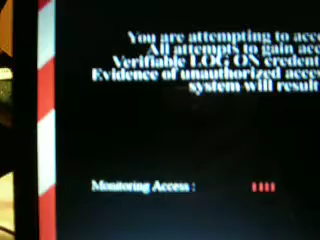 You are attempting to acce
All attempts to gain acc
Verifiable LOG ON credent
Evidence of unauthorized acces
system will result
Monitoring Access :